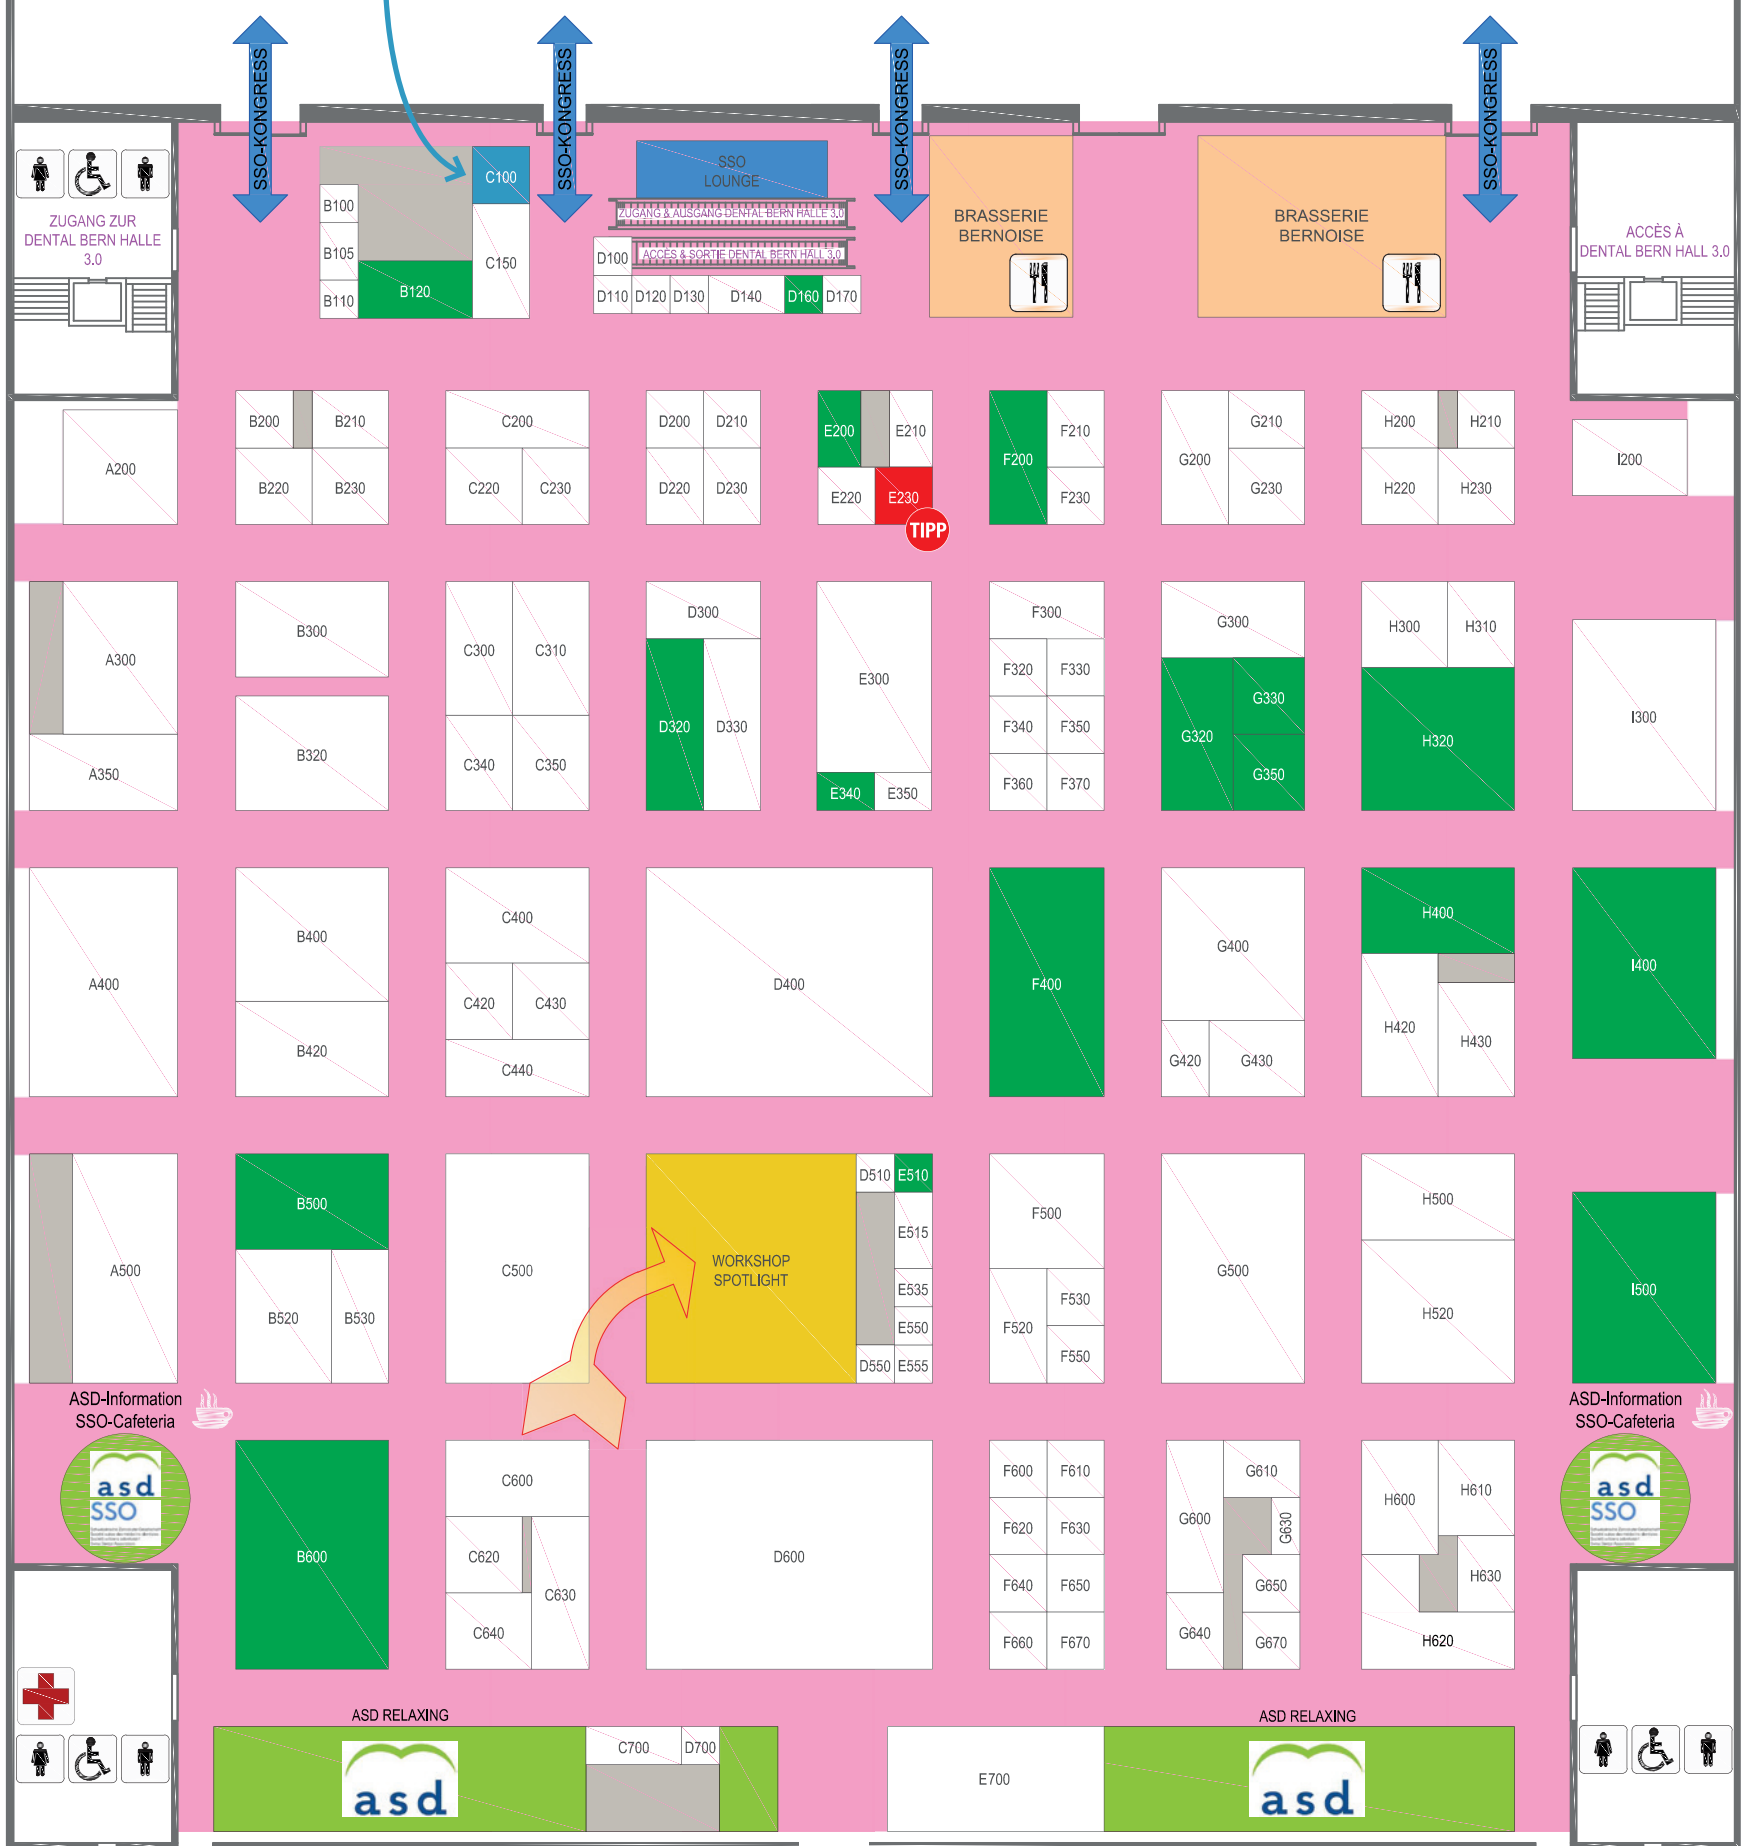 SSO-KONGRESS
SSO-KONGRESS
SSO-KONGRESS
SSO-KONGRESS
ZUGANG ZUR
DENTAL BERN HALLE
3.0
C100
B100
B105
B110
B120
C150
SSO
LOUNGE
ZUGANG & AUSGANG DENTAL BERN HALLE 3.0
ACCÈS & SORTIE DENTAL BERN HALL 3.0
D100
D110 D120 D130 D140 D160 D170
BRASSERIE
BERNOISE
BRASSERIE
BERNOISE
ACCÈS À
DENTAL BERN HALL 3.0
A200
B200 B210
B220 B230
C200
C220 C230
D200 D210
D220 D230
E200 E210
E220 E230
TIPP
F200 F210
F230
G200 G210
G230
H200 H210
H220 H230
I200
A300
A350
B300
B320
C300 C310
C340 C350
D300
D320 D330
E300
E340 E350
F300
F320 F330
F340 F350
F360 F370
G300
G320 G330
G350
H300 H310
H320
I300
A400
B400
B420
C400
C420 C430
C440
D400
F400
G400
G420 G430
H400
H420 H430
I400
A500
B500
B520 B530
C500
WORKSHOP
SPOTLIGHT
D510 E510
E515
E535
E550
D550 E555
F500
F520 F530
F550
G500
H500
H520
I500
ASD-Information
SSO-Cafeteria
asd
SSO
ASD-Information
SSO-Cafeteria
asd
SSO
B600
C600
C620 C630
C640
D600
F600 F610
F620 F630
F640 F650
F660 F670
G600 G610
G630
G650
G640 G670
H600 H610
H630
H620
ASD RELAXING
asd
C700 D700
E700
ASD RELAXING
asd